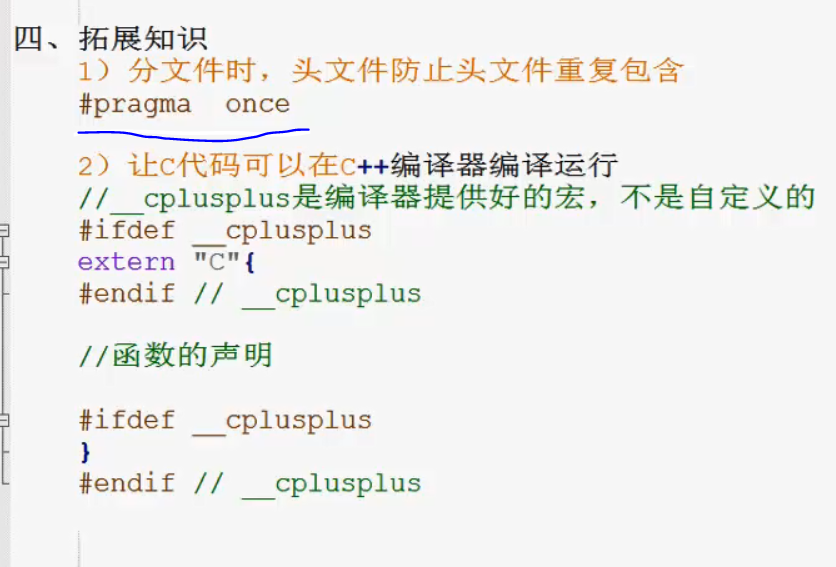 四、拓展知识
1）分文件时，头文件防止头文件重复包含
#pragma  once
2）让C代码可以在C++编译器编译运行
//__cplusplus是编译器提供好的宏，不是自定义的
#ifdef __cplusplus
extern "C"{
#endif // __cplusplus
//函数的声明
#ifdef __cplusplus
}
#endif // __cplusplus